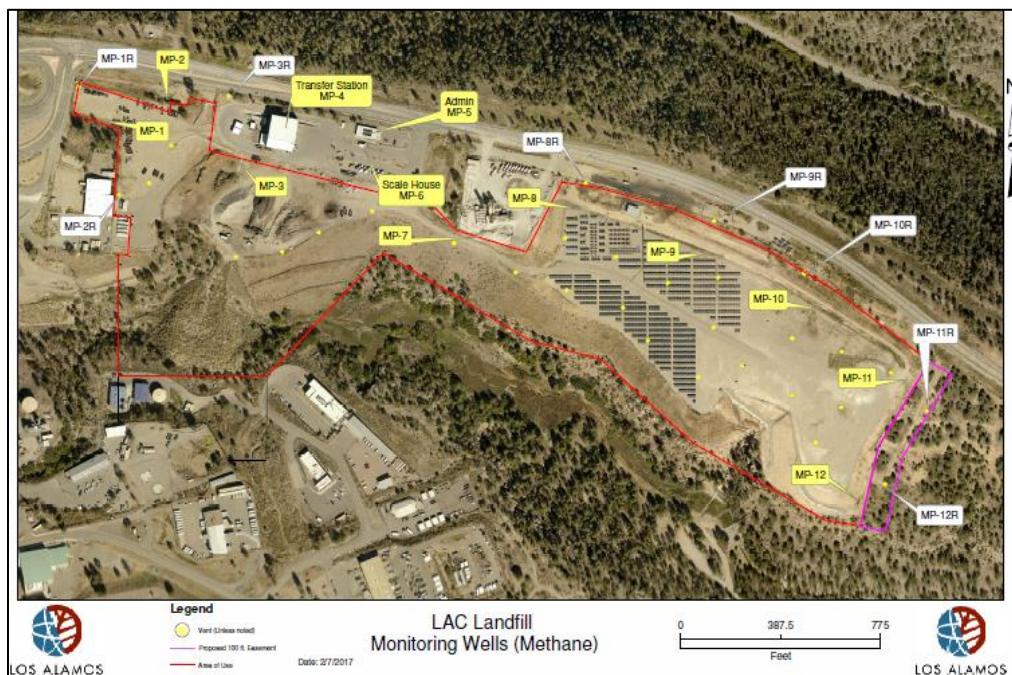 MP-1R
MP-2
MP-3R
Transfer Station
MP-4
Admin
MP-5
N
MP-1
MP-8R
MP-3
Scale House
MP-6
MP-8
MP-9R
MP-2R
MP-7
MP-9
MP-10R
MP-10
MP-11R
MP-11
MP-12
MP-12R
Legend
Vent (Unless noted)
Proposed 100 ft. Easement
Area of Use
Date: 2/7/2017
LAC Landfill
Monitoring Wells (Methane)
0 387.5 775
Feet
LOS ALAMOS
LOS ALAMOS